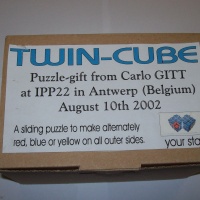 TWIN-CUBE
Puzzle-gift from Carlo GITT
at IPP22 in Antwerp (Belgium)
August 10th 2002
A sliding puzzle to make alternately
red, blue or yellow on all outer sides.
your sta